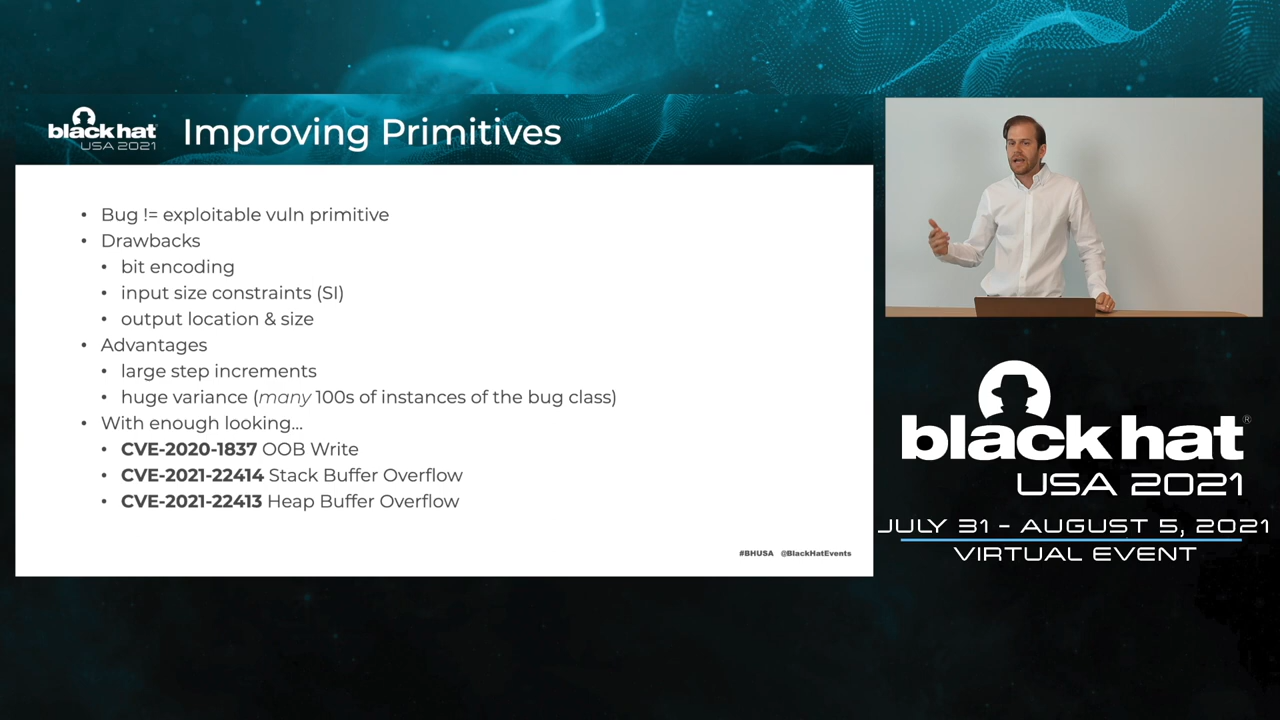 black hat
USA 2021
Improving Primitives
• Bug != exploitable vuln primitive
• Drawbacks
• bit encoding
• input size constraints (SI)
• output location & size
• Advantages
• large step increments
• huge variance (many 100s of instances of the bug class)
• With enough looking...
• CVE-2020-1837 OOB Write
• CVE-2021-22414 Stack Buffer Overflow
• CVE-2021-22413 Heap Buffer Overflow
#BHUSA @BlackHatEvents
black hat®
USA 2021
JULY 31 - AUGUST 5, 2021
VIRTUAL EVENT